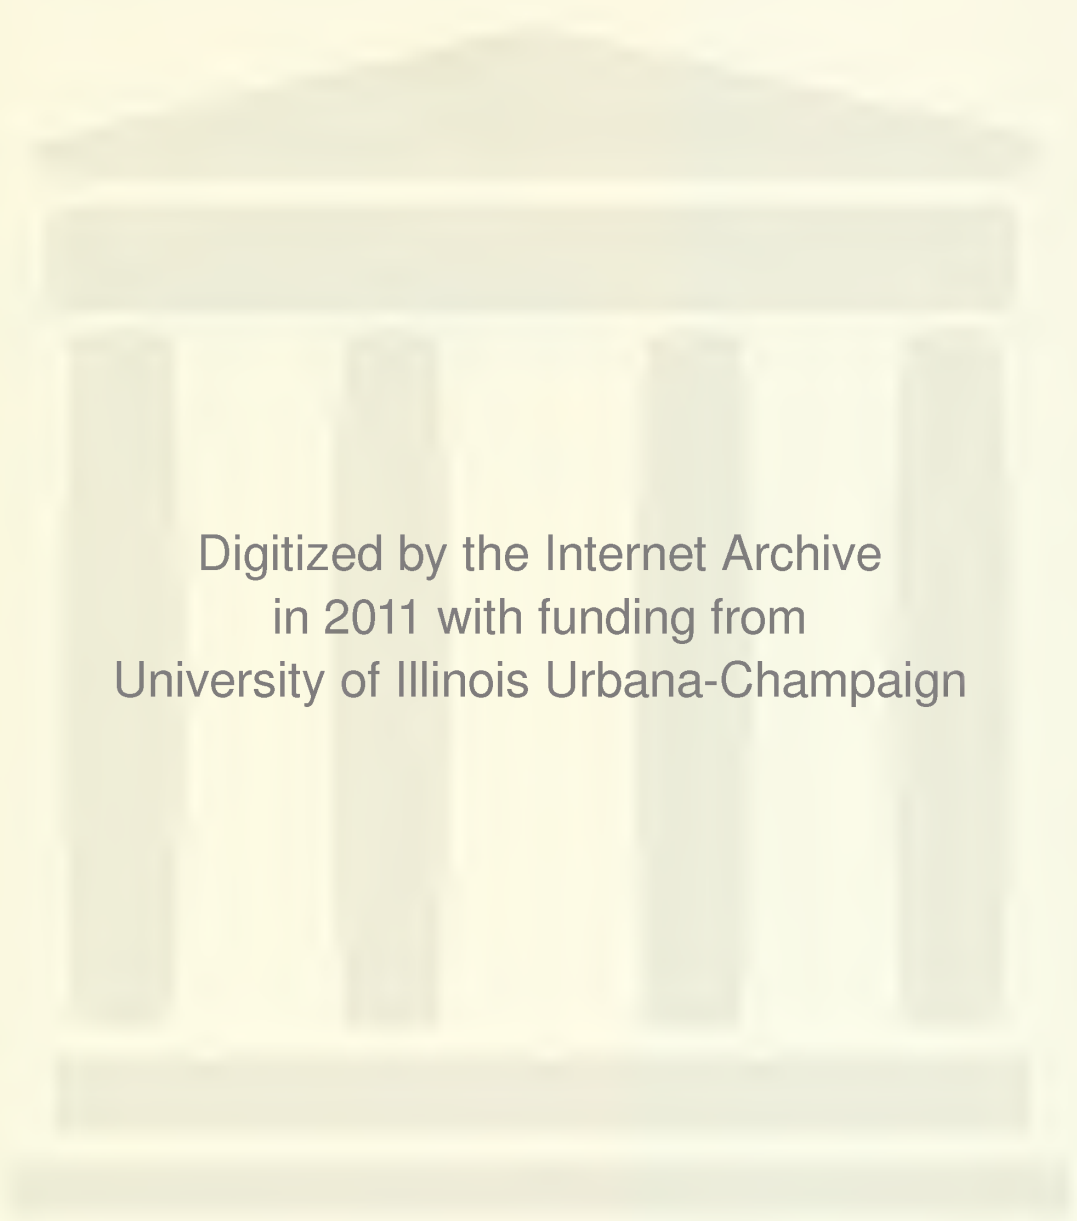 Digitized by the Internet Archive
in 2011 with funding from
University of Illinois Urbana-Champaign